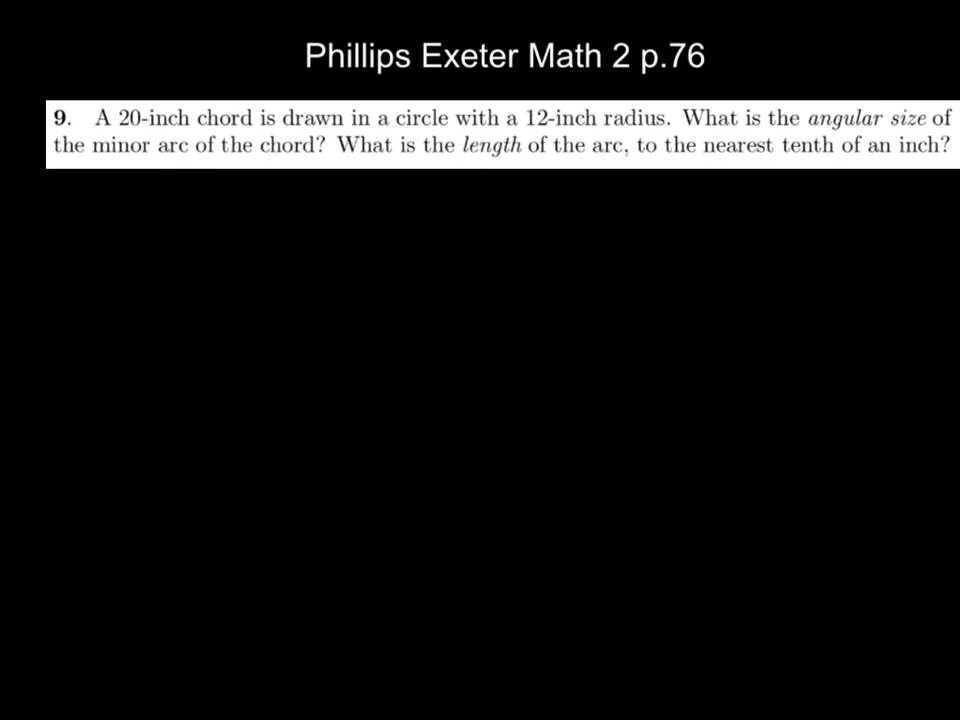 Phillips Exeter Math 2 p.76
9. A 20-inch chord is drawn in a circle with a 12-inch radius. What is the angular size of
the minor arc of the chord? What is the length of the arc, to the nearest tenth of an inch?